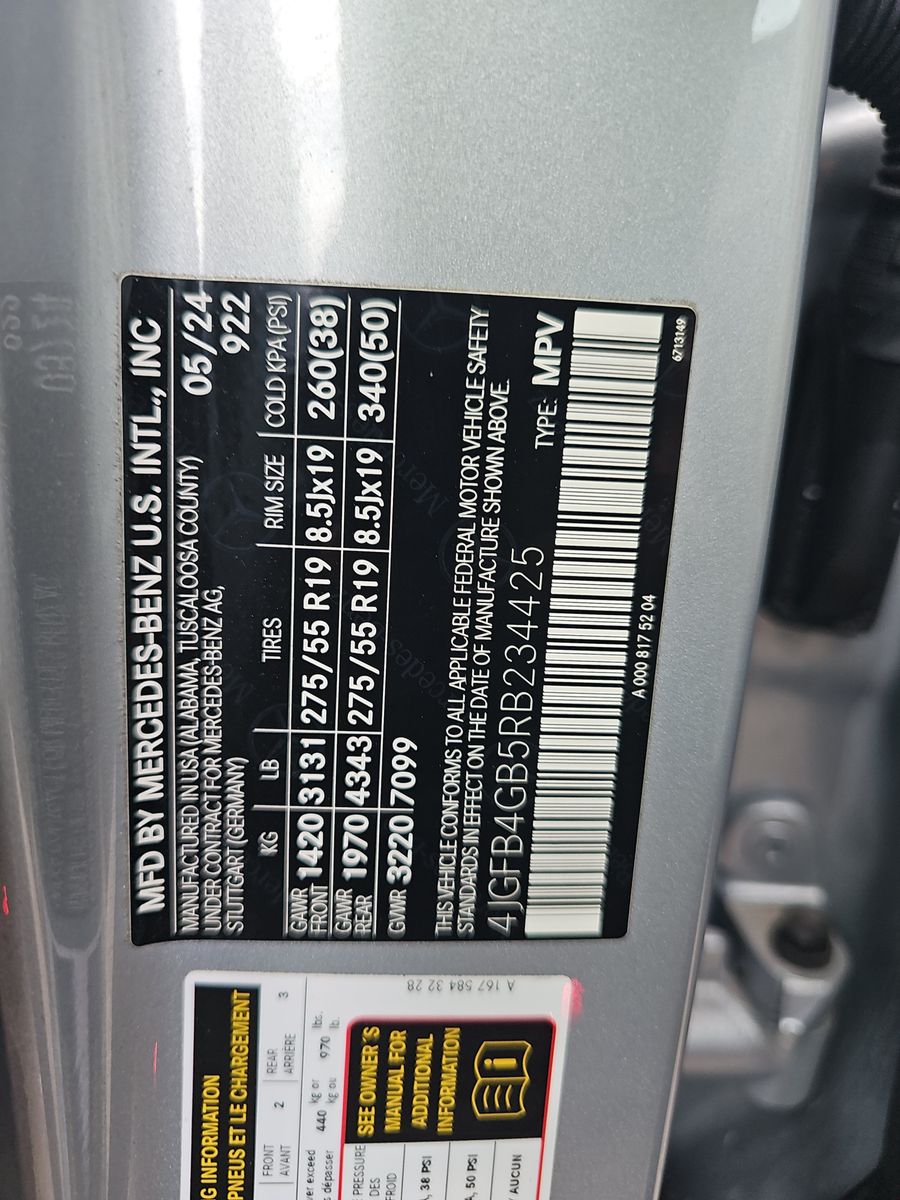 MFD BY MERCEDES-BENZ U.S. INTL., INC
MANUFACTURED IN USA (ALABAMA, TUSCALOOSA COUNTY) 05/24
UNDER CONTRACT FOR MERCEDES-BENZ AG, 922
STUTTGART (GERMANY)
KG LB TIRES RIM SIZE COLD KPA (PSI)
GAWR FRONT 1420 3131 275/55 R19 8.5Jx19 260(38)
GAWR REAR 1970 4343 275/55 R19 8.5Jx19 340(50)
GVWR 3220 7099
THIS VEHICLE CONFORMS TO ALL APPLICABLE FEDERAL MOTOR VEHICLE SAFETY
STANDARDS IN EFFECT ON THE DATE OF MANUFACTURE SHOWN ABOVE.
4JGFB4GB5RB234425 TYPE: MPV
A 000 817 52 04 6713149
G INFORMATION
PNEUS ET LE CHARGEMENT
FRONT 2 REAR 3
AVANT ARRIÈRE
ver exceed 440 kg or 970 lbs.
s dépasser kg ou lb.
PRESSURE
DES
FROID
, 38 PSI
A, 50 PSI
Y AUCUN
SEE OWNER'S
MANUAL FOR
ADDITIONAL
INFORMATION
A 167 584 32 28